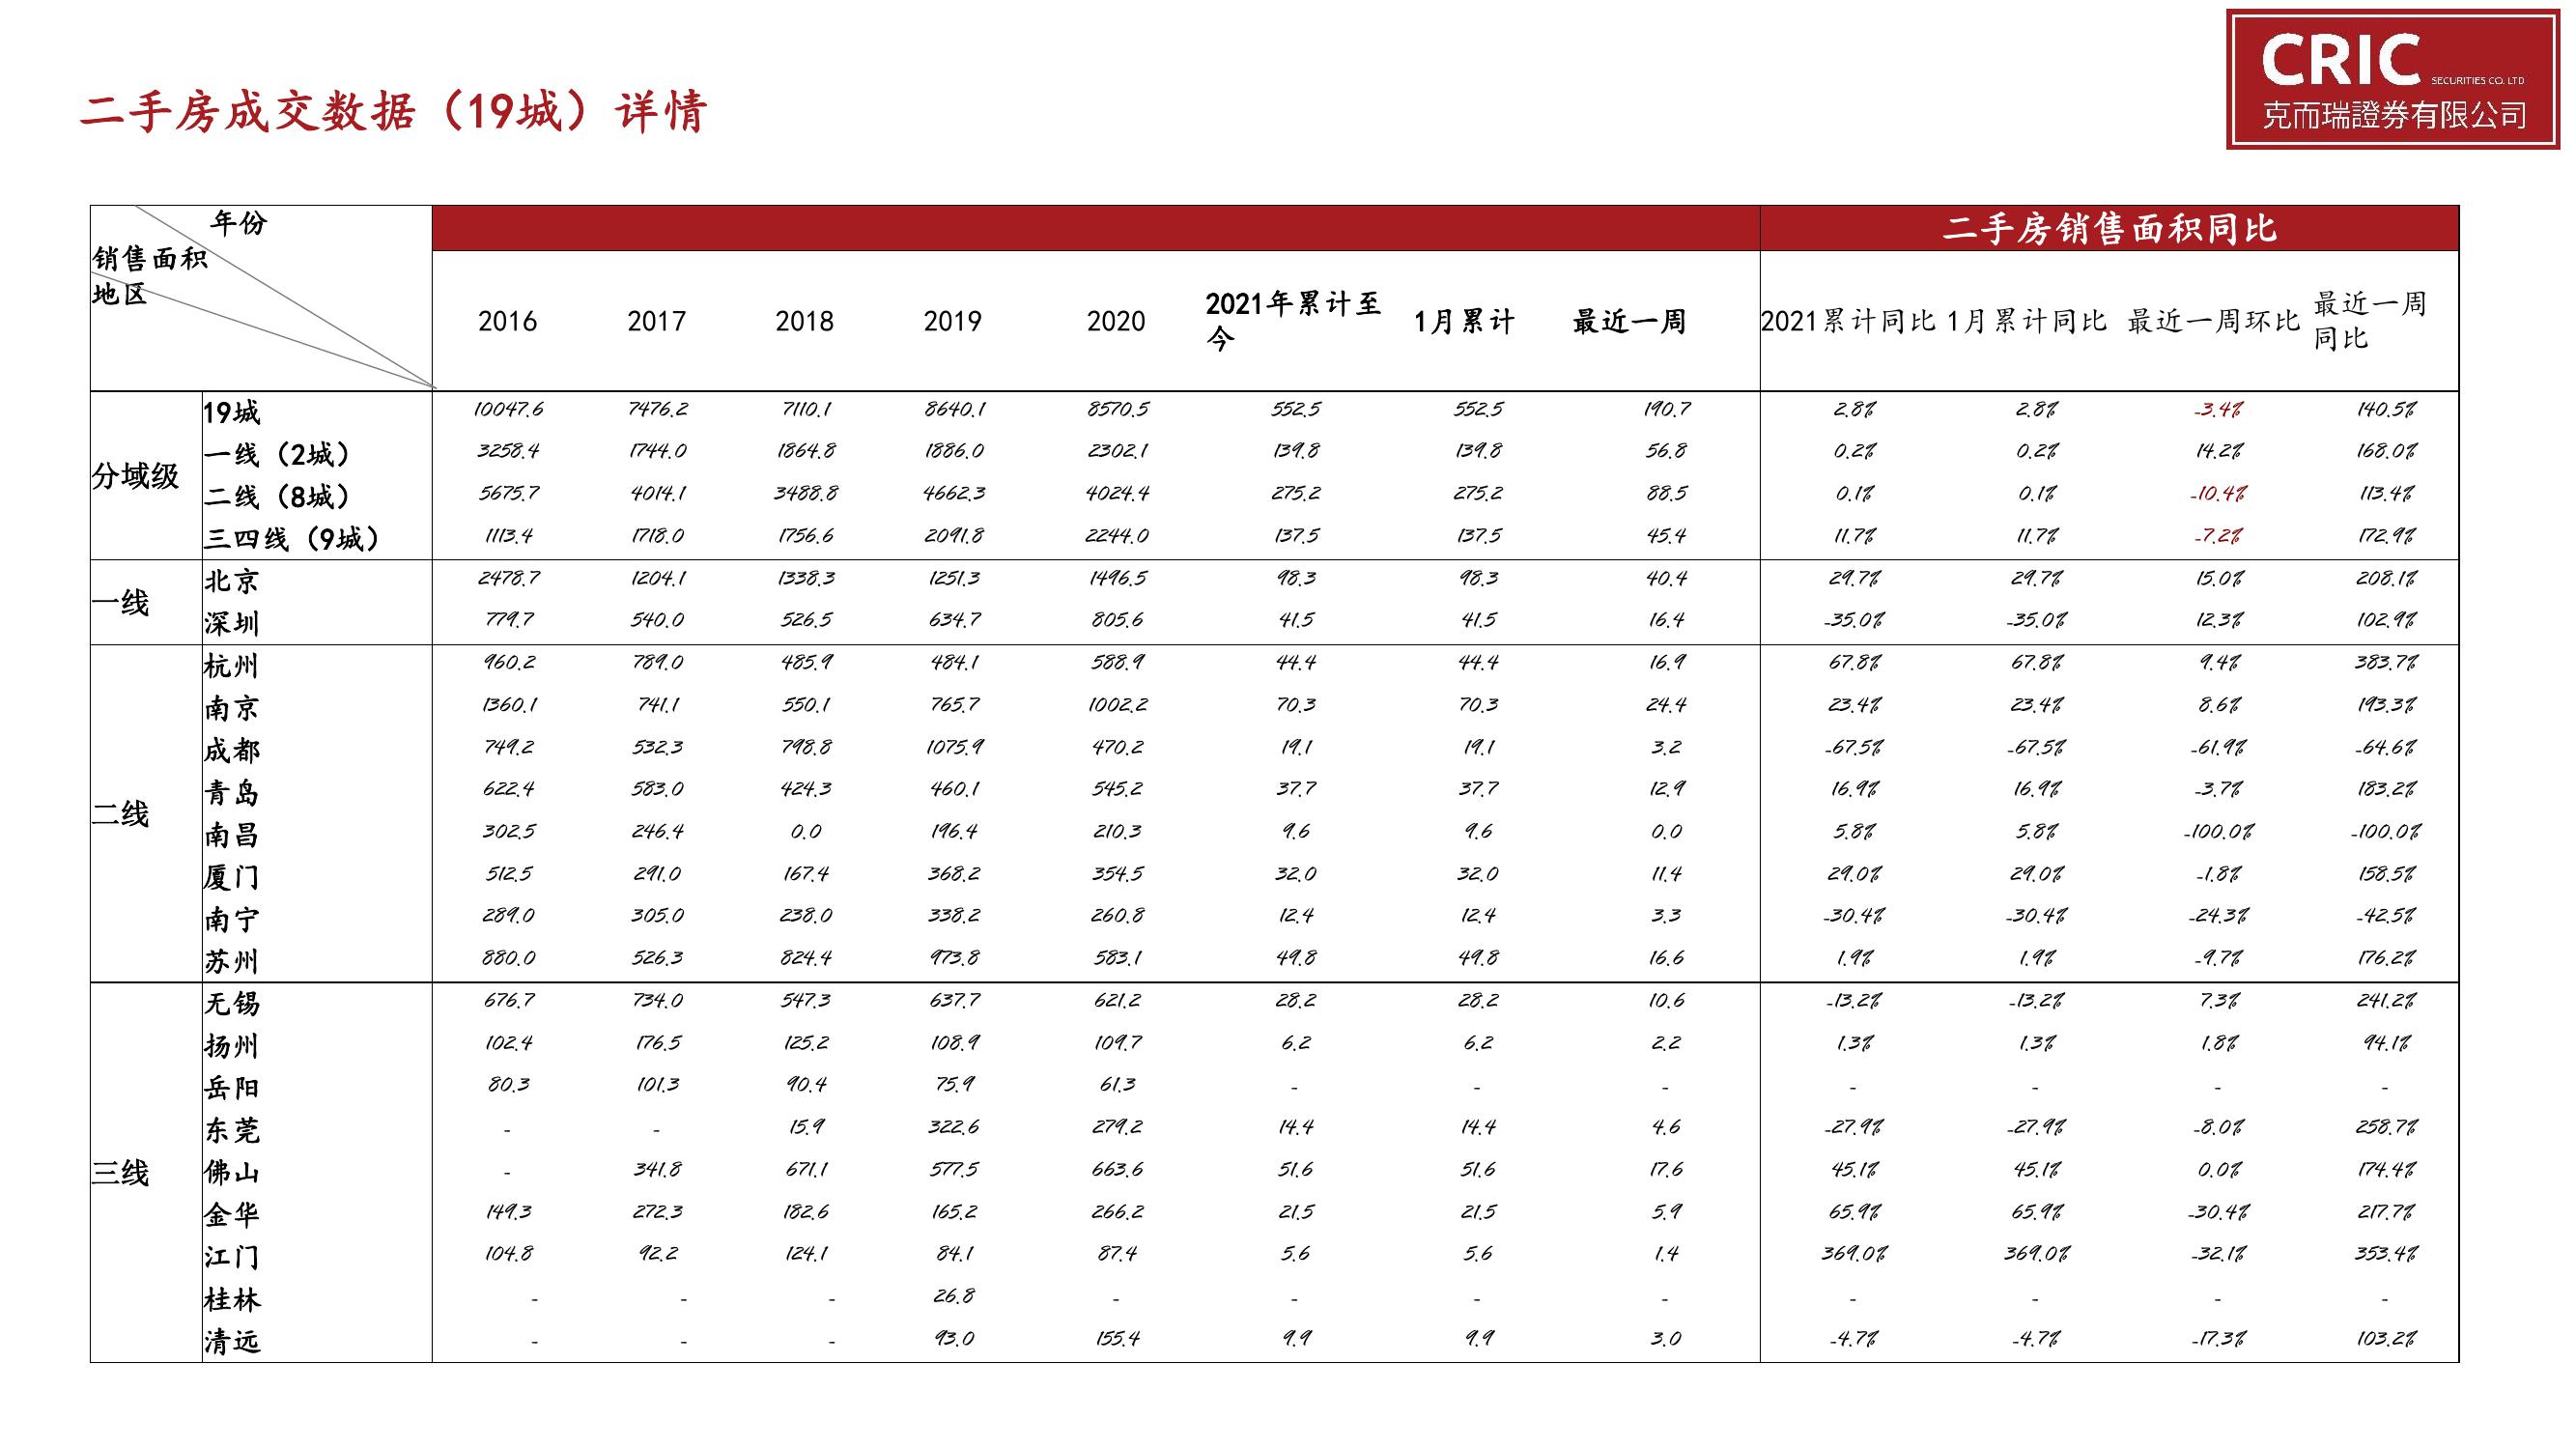 CRIC SECURITIES CO. LTD
克而瑞證券有限公司
二手房成交数据（19城）详情
年份
销售面积
地区
二手房销售面积同比
2016 2017 2018 2019 2020 2021年累计至今 1月累计 最近一周 2021累计同比 1月累计同比 最近一周环比 最近一周同比
分域级
19城 10047.6 7476.2 7110.1 8640.1 8570.5 552.5 552.5 190.7 2.8% 2.8% -3.4% 140.5%
一线（2城） 3258.4 1744.0 1864.8 1886.0 2302.1 139.8 139.8 56.8 0.2% 0.2% 14.2% 168.0%
二线（8城） 5675.7 4014.1 3488.8 4662.3 4024.4 275.2 275.2 88.5 0.1% 0.1% -10.4% 113.4%
三四线（9城） 1113.4 1718.0 1756.6 2091.8 2244.0 137.5 137.5 45.4 11.7% 11.7% -7.2% 172.9%
一线
北京 2478.7 1204.1 1338.3 1251.3 1496.5 98.3 98.3 40.4 29.7% 29.7% 15.0% 208.1%
深圳 779.7 540.0 526.5 634.7 805.6 41.5 41.5 16.4 -35.0% -35.0% 12.3% 102.9%
二线
杭州 960.2 789.0 485.9 484.1 588.9 44.4 44.4 16.9 67.8% 67.8% 9.4% 383.7%
南京 1360.1 741.1 550.1 765.7 1002.2 70.3 70.3 24.4 23.4% 23.4% 8.6% 193.3%
成都 749.2 532.3 798.8 1075.9 470.2 19.1 19.1 3.2 -67.5% -67.5% -61.9% -64.6%
青岛 622.4 583.0 424.3 460.1 545.2 37.7 37.7 12.9 16.9% 16.9% -3.7% 183.2%
南昌 302.5 246.4 0.0 196.4 210.3 9.6 9.6 0.0 5.8% 5.8% -100.0% -100.0%
厦门 512.5 291.0 167.4 368.2 354.5 32.0 32.0 11.4 29.0% 29.0% -1.8% 158.5%
南宁 289.0 305.0 238.0 338.2 260.8 12.4 12.4 3.3 -30.4% -30.4% -24.3% -42.5%
苏州 880.0 526.3 824.4 973.8 583.1 49.8 49.8 16.6 1.9% 1.9% -9.7% 176.2%
三线
无锡 676.7 734.0 547.3 637.7 621.2 28.2 28.2 10.6 -13.2% -13.2% 7.3% 241.2%
扬州 102.4 176.5 125.2 108.9 109.7 6.2 6.2 2.2 1.3% 1.3% 1.8% 94.1%
岳阳 80.3 101.3 90.4 75.9 61.3 - - - - - - -
东莞 - - 15.9 322.6 279.2 14.4 14.4 4.6 -27.9% -27.9% -8.0% 258.7%
佛山 - 341.8 671.1 577.5 663.6 51.6 51.6 17.6 45.1% 45.1% 0.0% 174.4%
金华 149.3 272.3 182.6 165.2 266.2 21.5 21.5 5.9 65.9% 65.9% -30.4% 217.7%
江门 104.8 92.2 124.1 84.1 87.4 5.6 5.6 1.4 369.0% 369.0% -32.1% 353.4%
桂林 - - - 26.8 - - - - - - - -
清远 - - - 93.0 155.4 9.9 9.9 3.0 -4.7% -4.7% -17.3% 103.2%